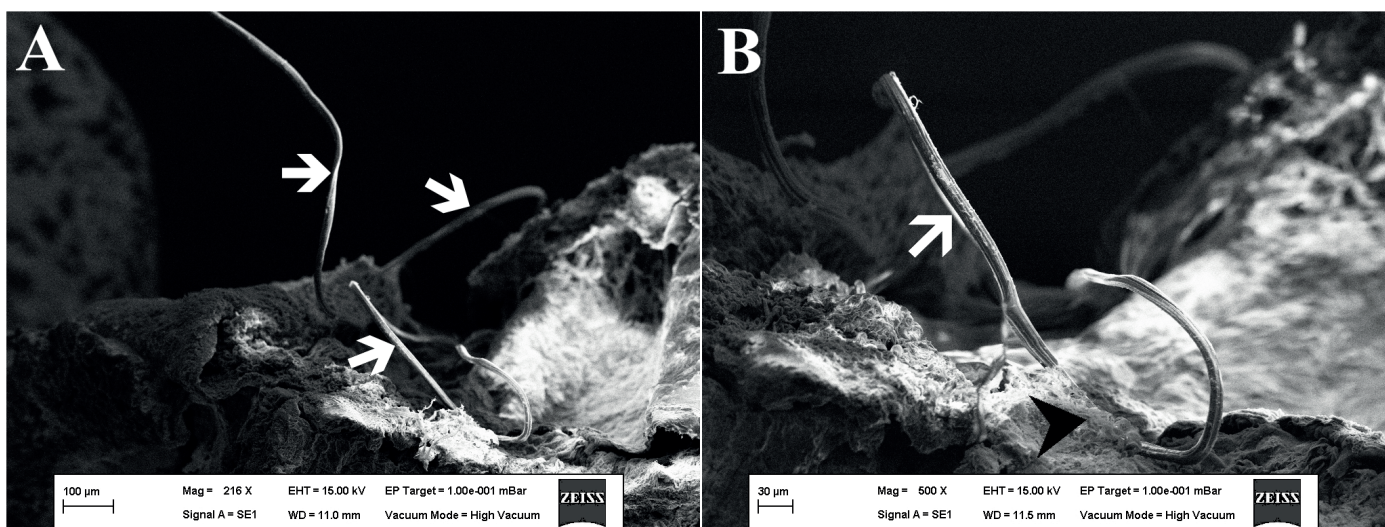 A
B
100 µm
Mag = 216 X
EHT = 15.00 kV
EP Target = 1.00e-001 mBar
Signal A = SE1
WD = 11.0 mm
Vacuum Mode = High Vacuum
ZEISS
30 µm
Mag = 500 X
EHT = 15.00 kV
EP Target = 1.00e-001 mBar
Signal A = SE1
WD = 11.5 mm
Vacuum Mode = High Vacuum
ZEISS